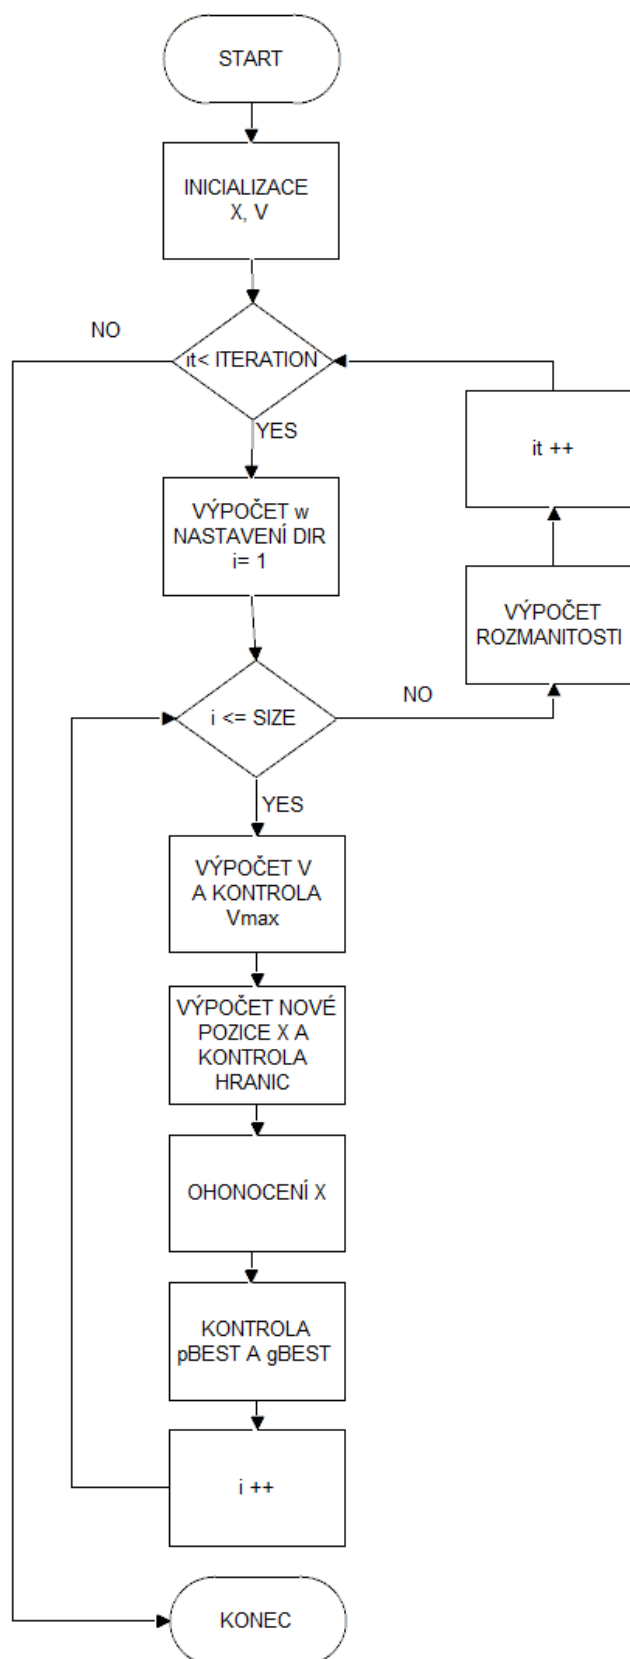 START
INICIALIZACE
X, V
NO
it< ITERATION
YES
it ++
VÝPOČET w
NASTAVENÍ DIR
i= 1
VÝPOČET
ROZMANITOSTI
NO
i <= SIZE
YES
VÝPOČET V
A KONTROLA
Vmax
VÝPOČET NOVÉ
POZICE X A
KONTROLA
HRANIC
OHONOCENÍ X
KONTROLA
pBEST A gBEST
i ++
KONEC